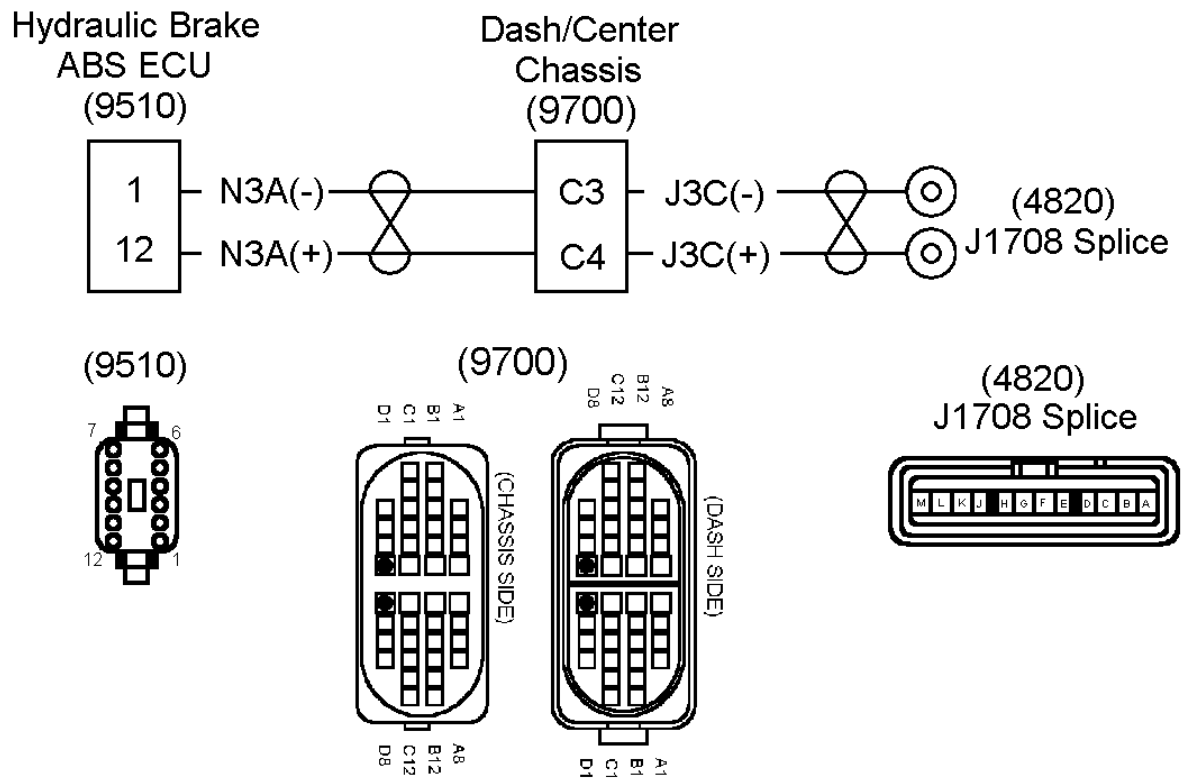 Hydraulic Brake
ABS ECU
(9510)
Dash/Center
Chassis
(9700)
1 N3A(-) C3 J3C(-)
12 N3A(+) C4 J3C(+)
(4820)
J1708 Splice
(9510)
7 6
12 1
(9700)
D1 C1 B1 A1
(CHASSIS SIDE)
D8 C12 B12 A8
D8 C12 B12 A8
(DASH SIDE)
D1 C1 B1 A1
(4820)
J1708 Splice
M L K J H G F E D C B A